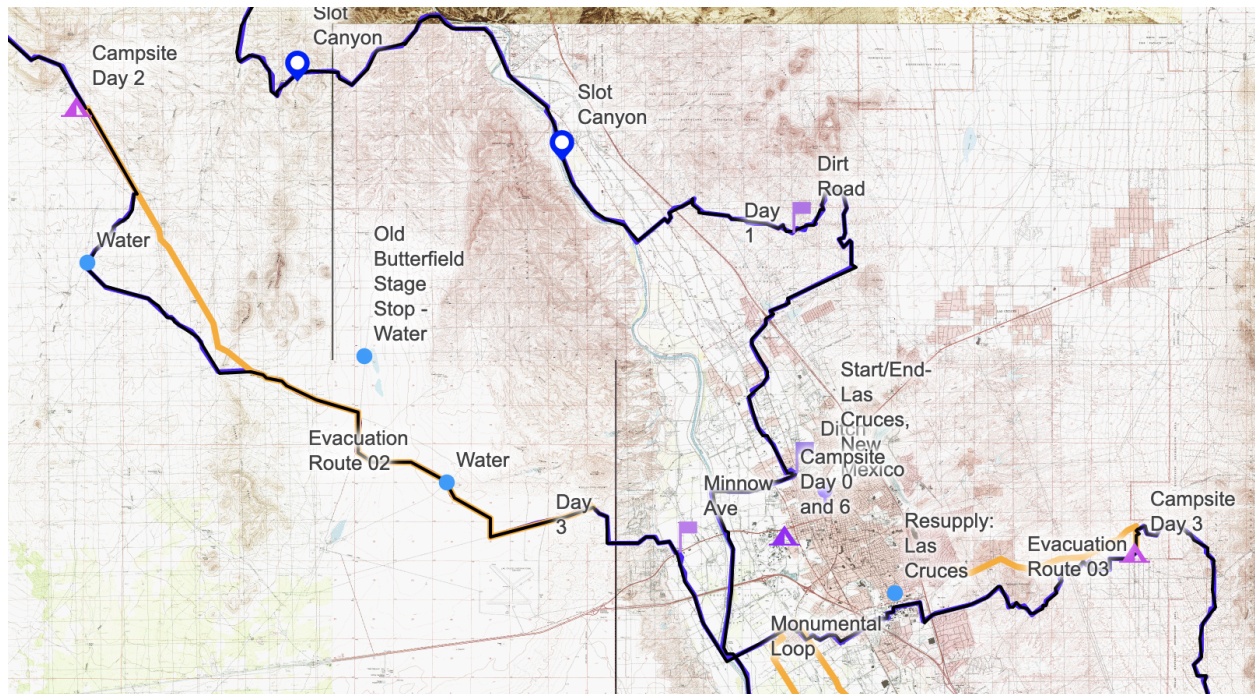 Slot
Canyon
Campsite
Day 2
Slot
Canyon
Dirt
Road
Day
1
Water
Old
Butterfield
Stage
Stop -
Water
Start/End-
Las
Cruces,
New
Mexico
Ditch
Evacuation
Route 02
Water
Campsite
Day 0
and 6
Minnow
Ave
Day
3
Campsite
Day 3
Resupply:
Las
Cruces
Evacuation
Route 03
Monumental
Loop